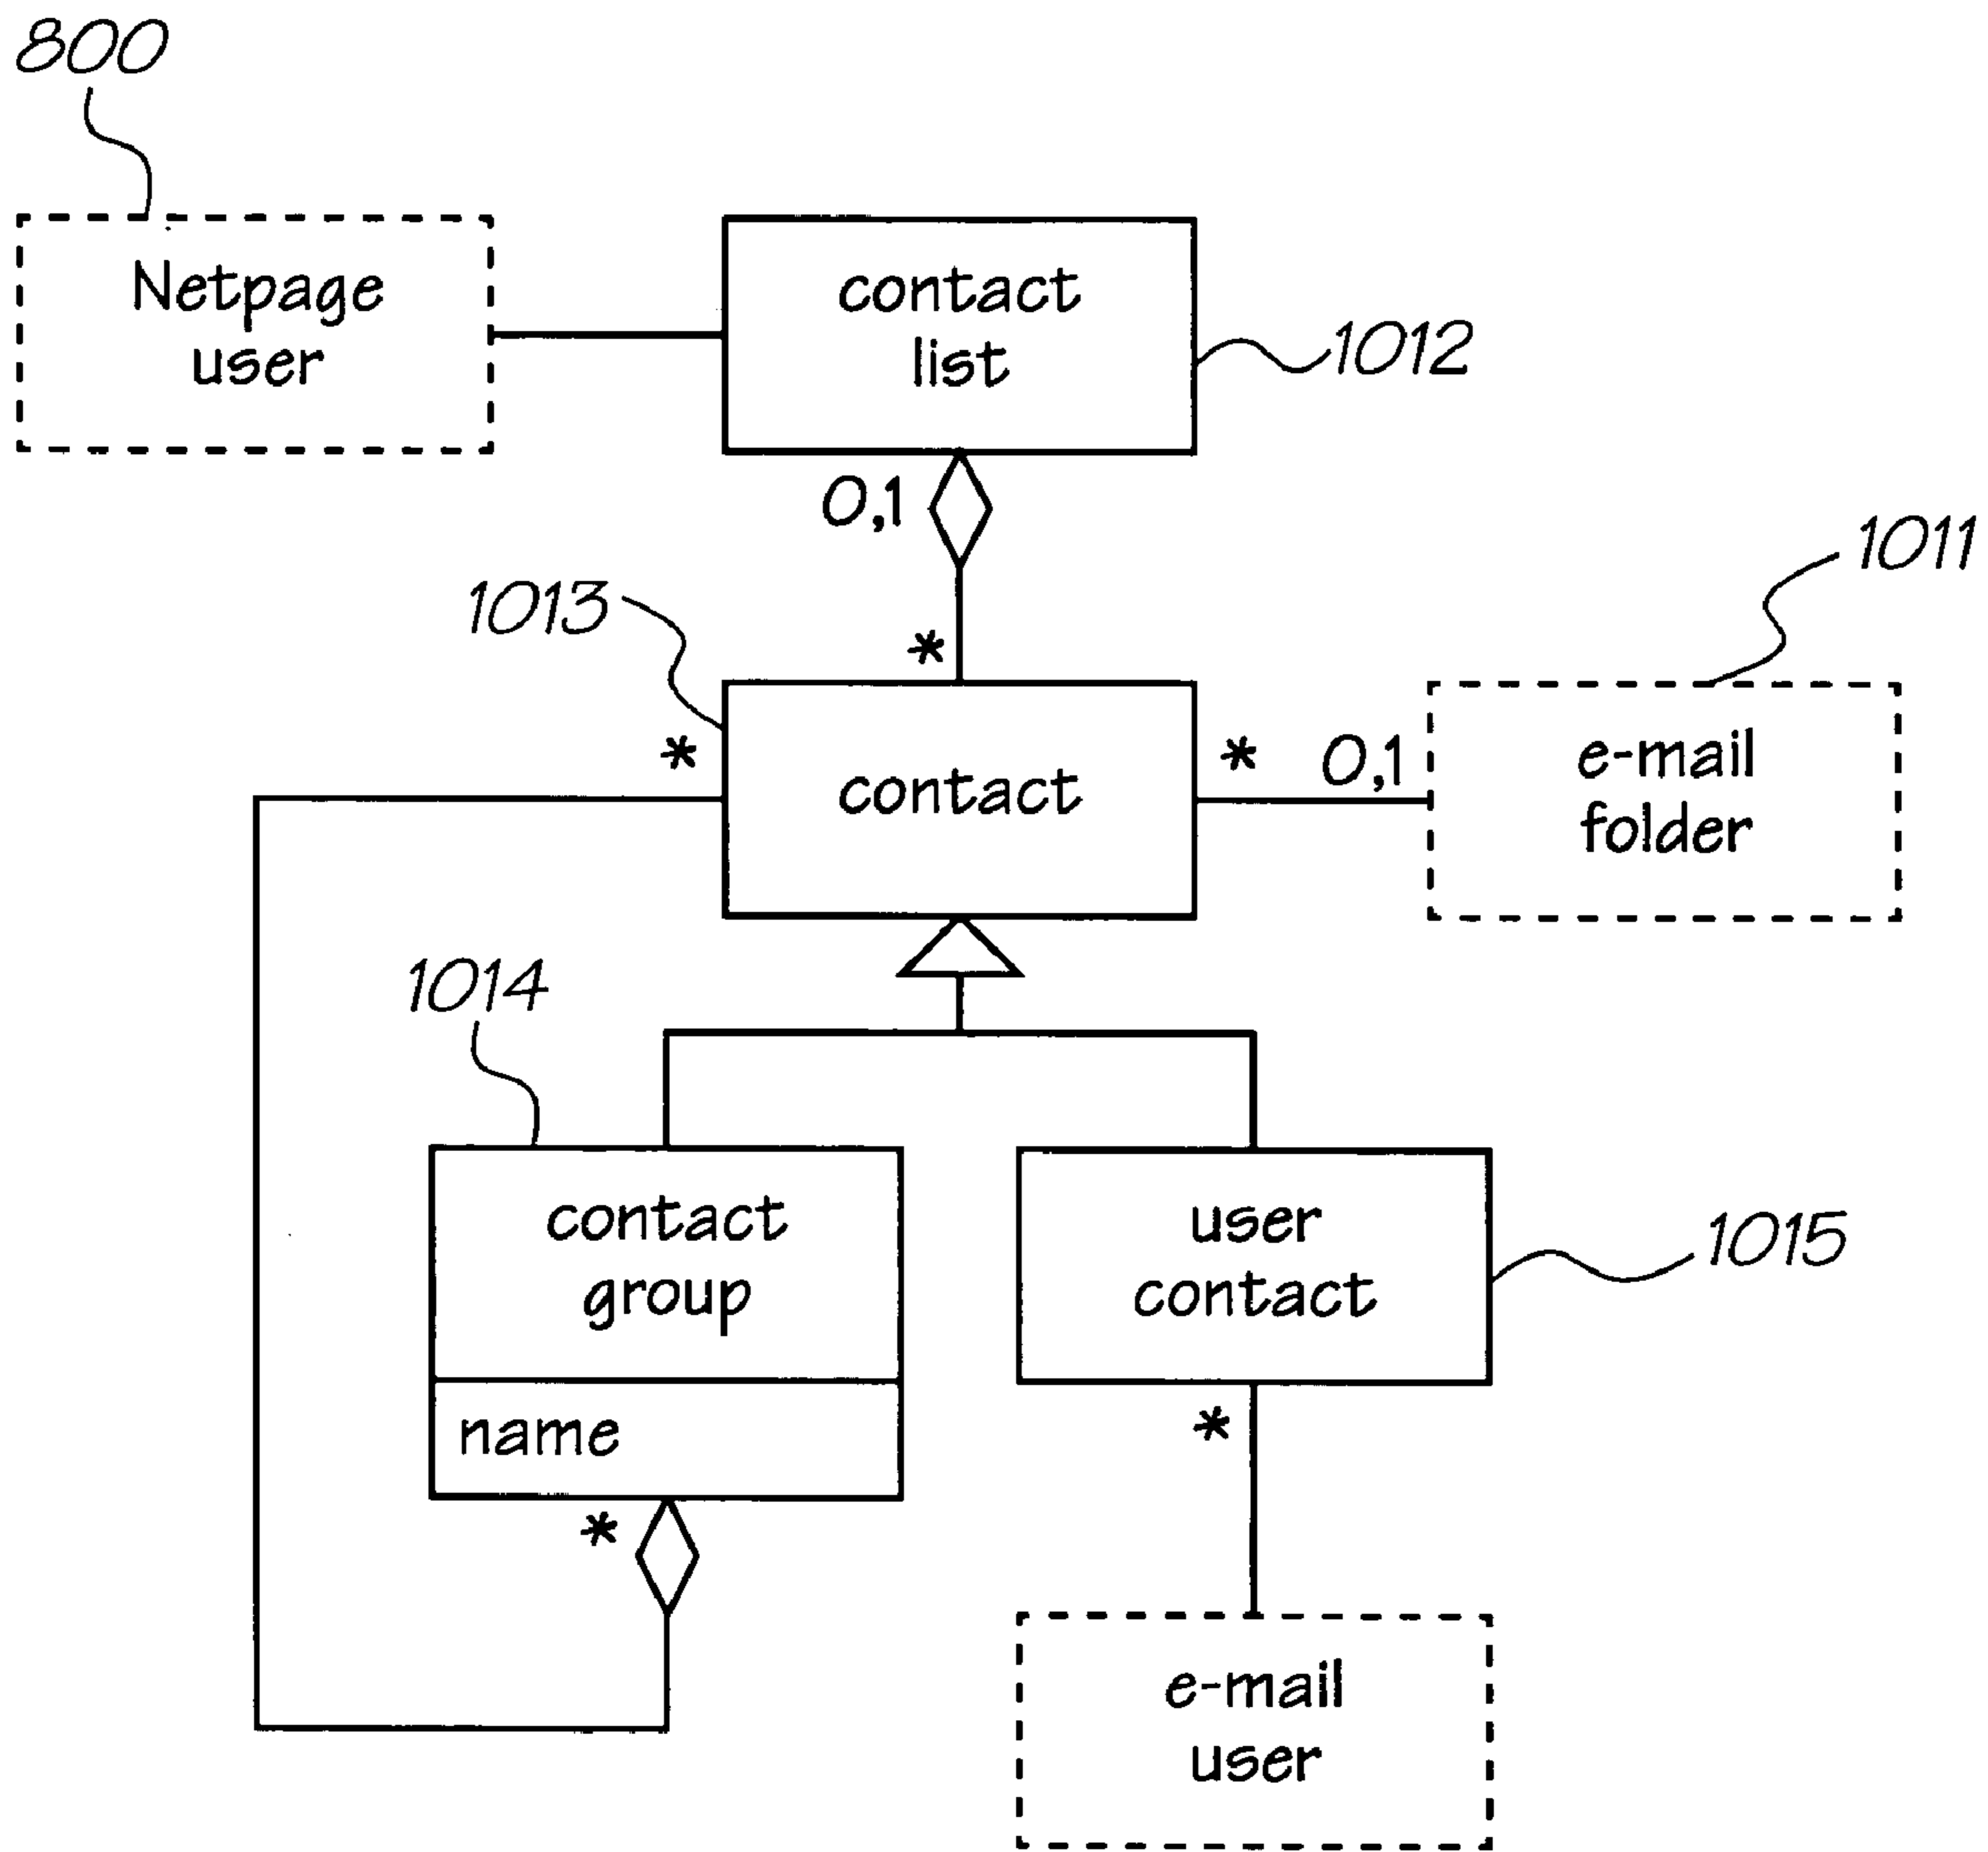 800
Netpage
user
contact
list
1012
0,1
1011
1013
*
*
contact
*
0,1
e-mail
folder
1014
contact
group
user
contact
1015
name
*
*
e-mail
user